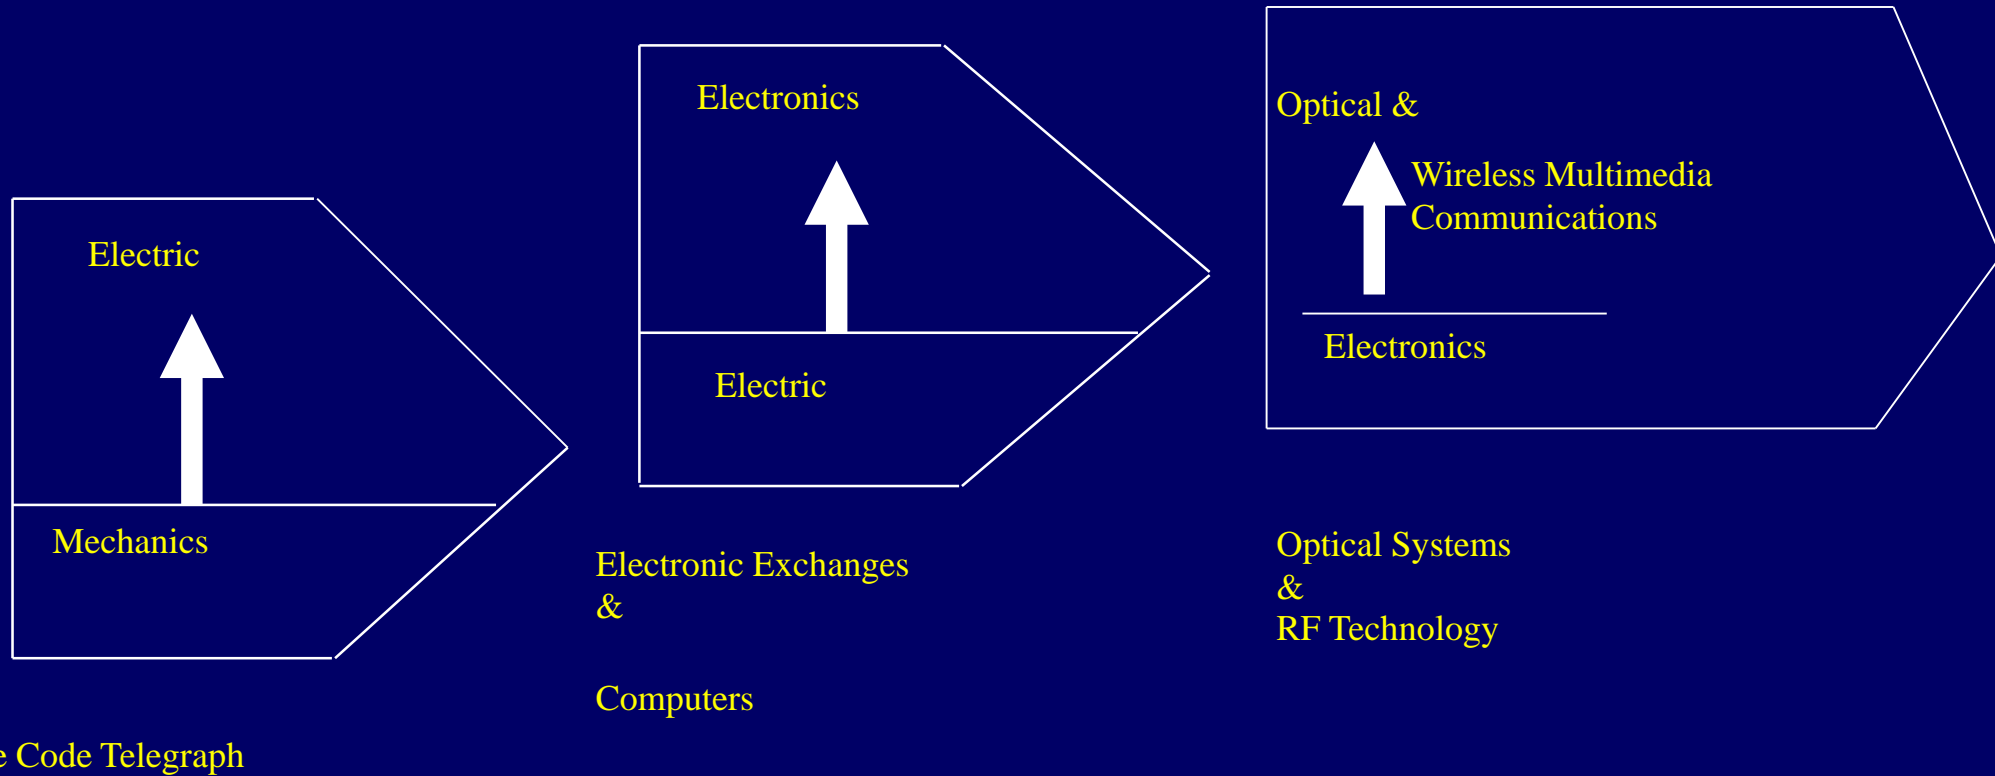 Electric
Mechanics
Code Telegraph
Electronics
Electric
Electronic Exchanges
&
Computers
Optical &
Wireless Multimedia
Communications
Electronics
Optical Systems
&
RF Technology